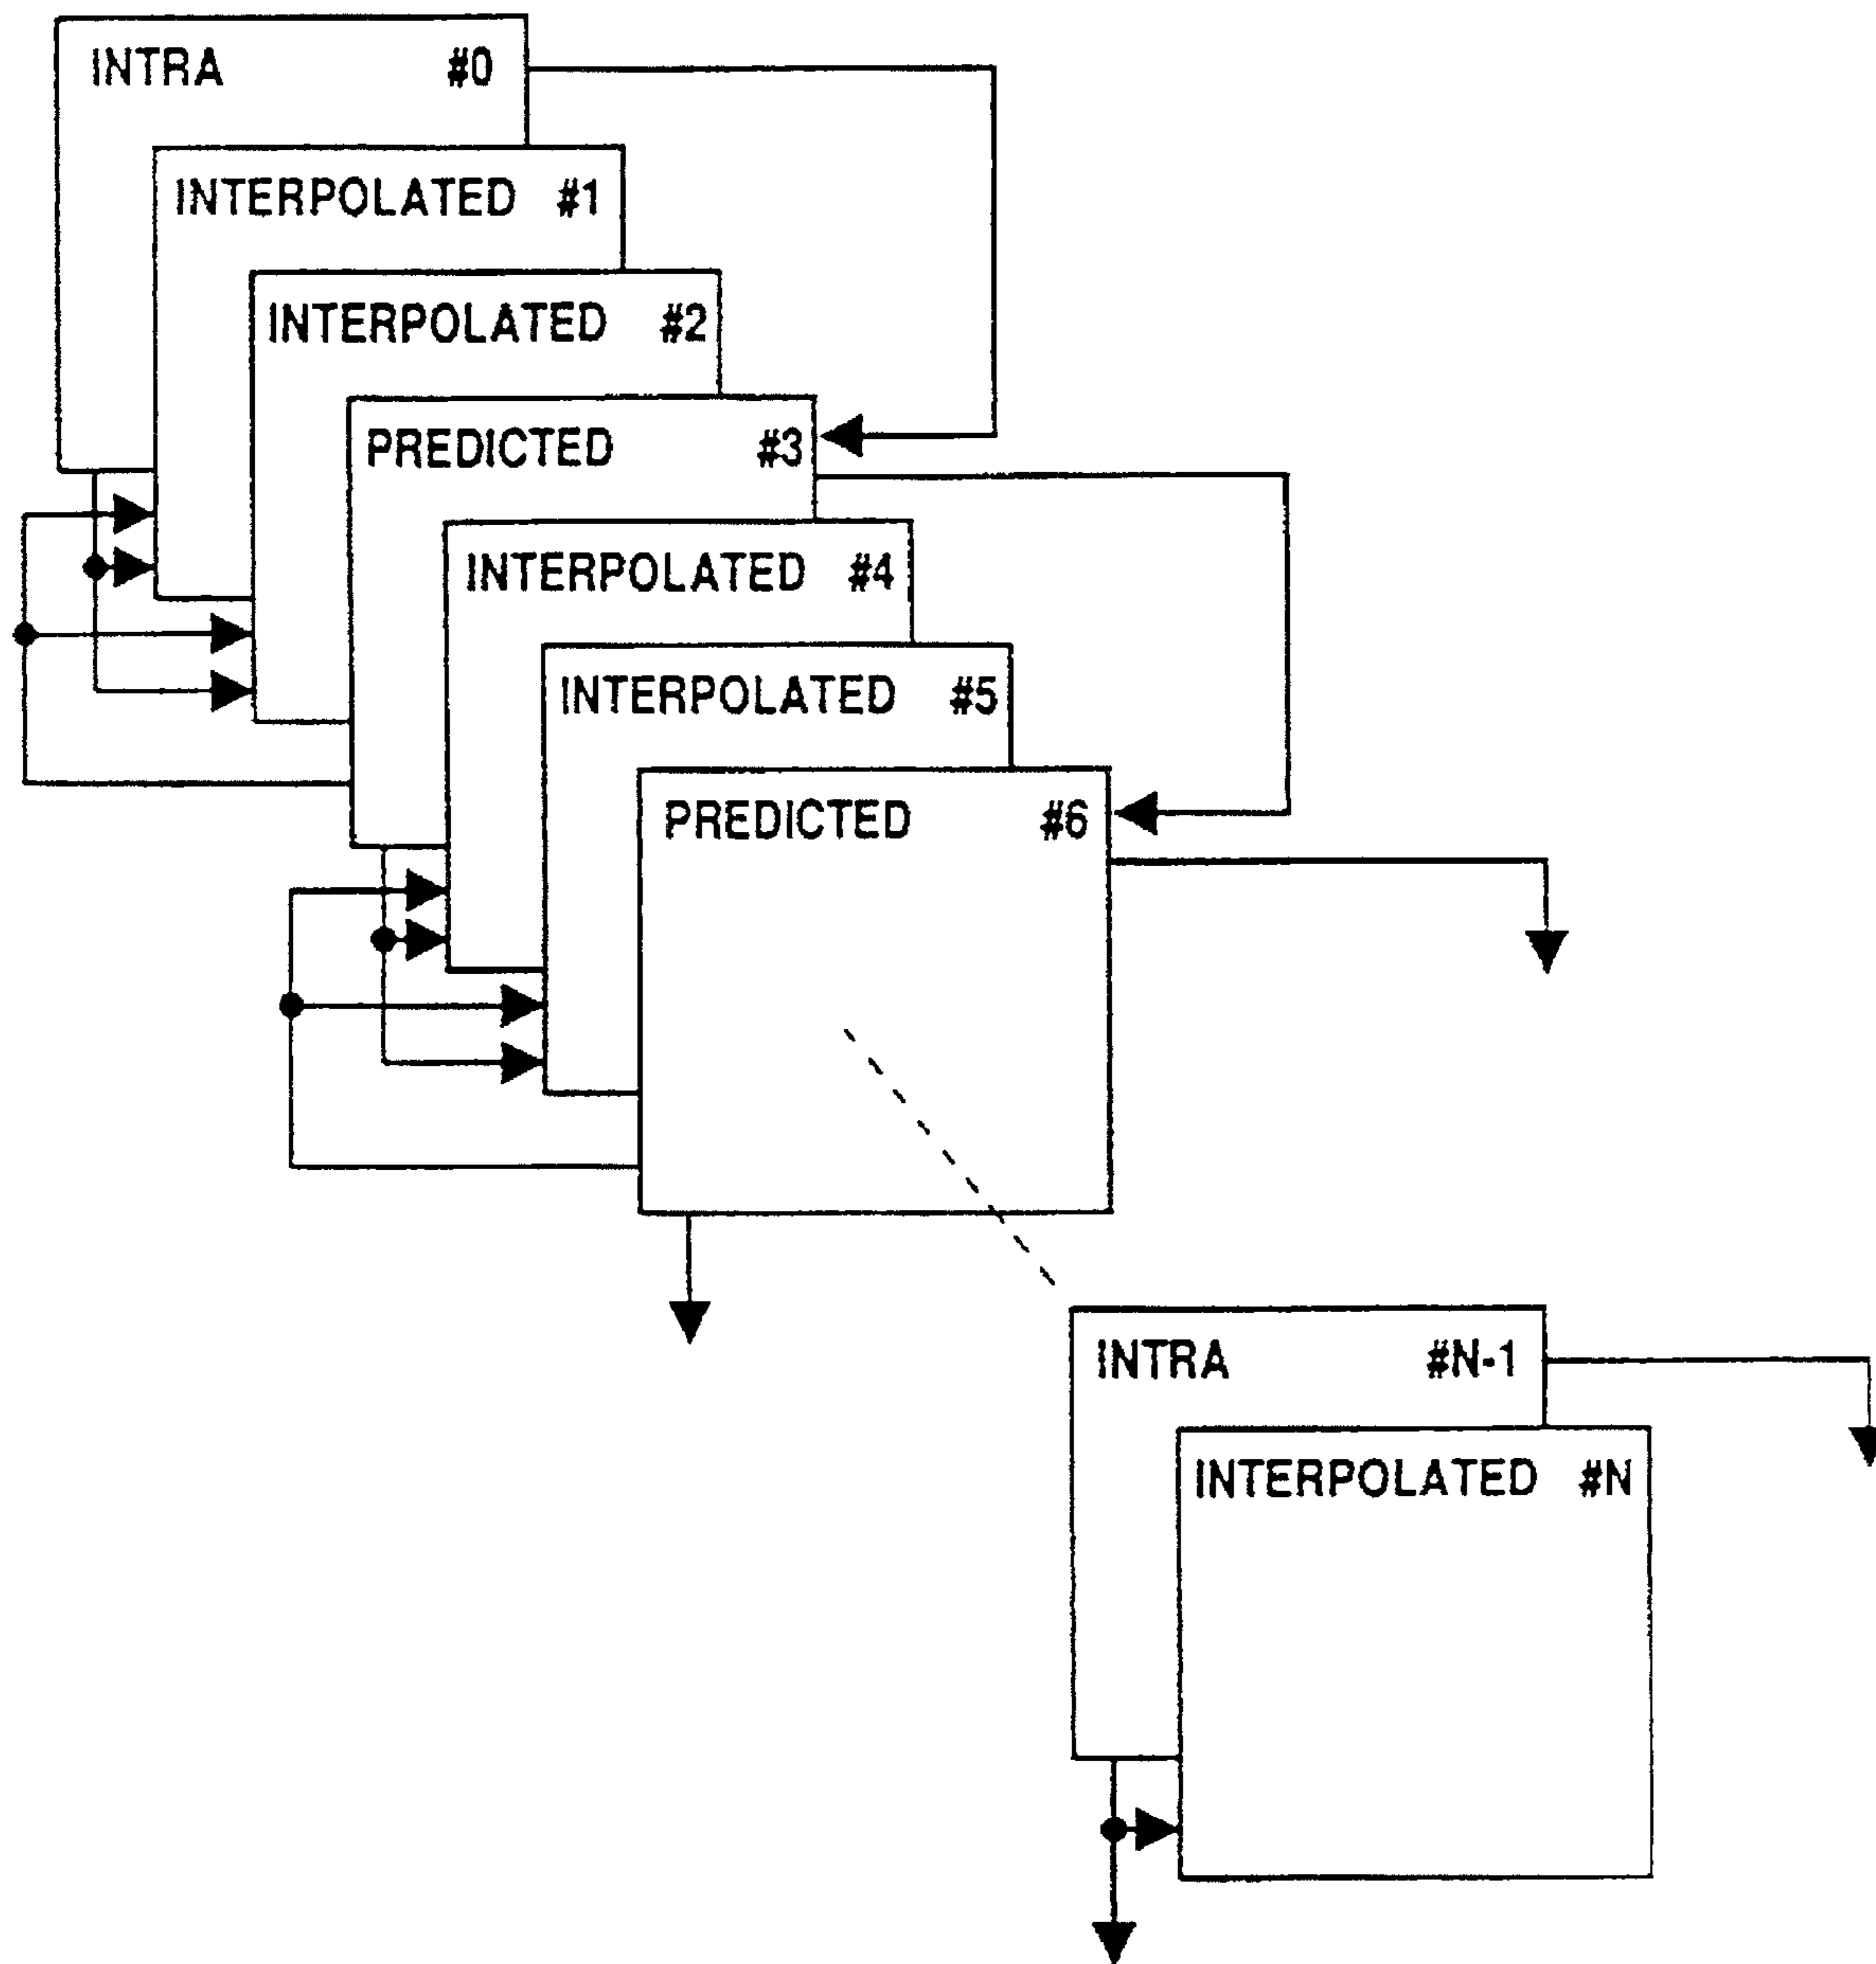 INTRA #0
INTERPOLATED #1
INTERPOLATED #2
PREDICTED #3
INTERPOLATED #4
INTERPOLATED #5
PREDICTED #6
INTRA #N-1
INTERPOLATED #N